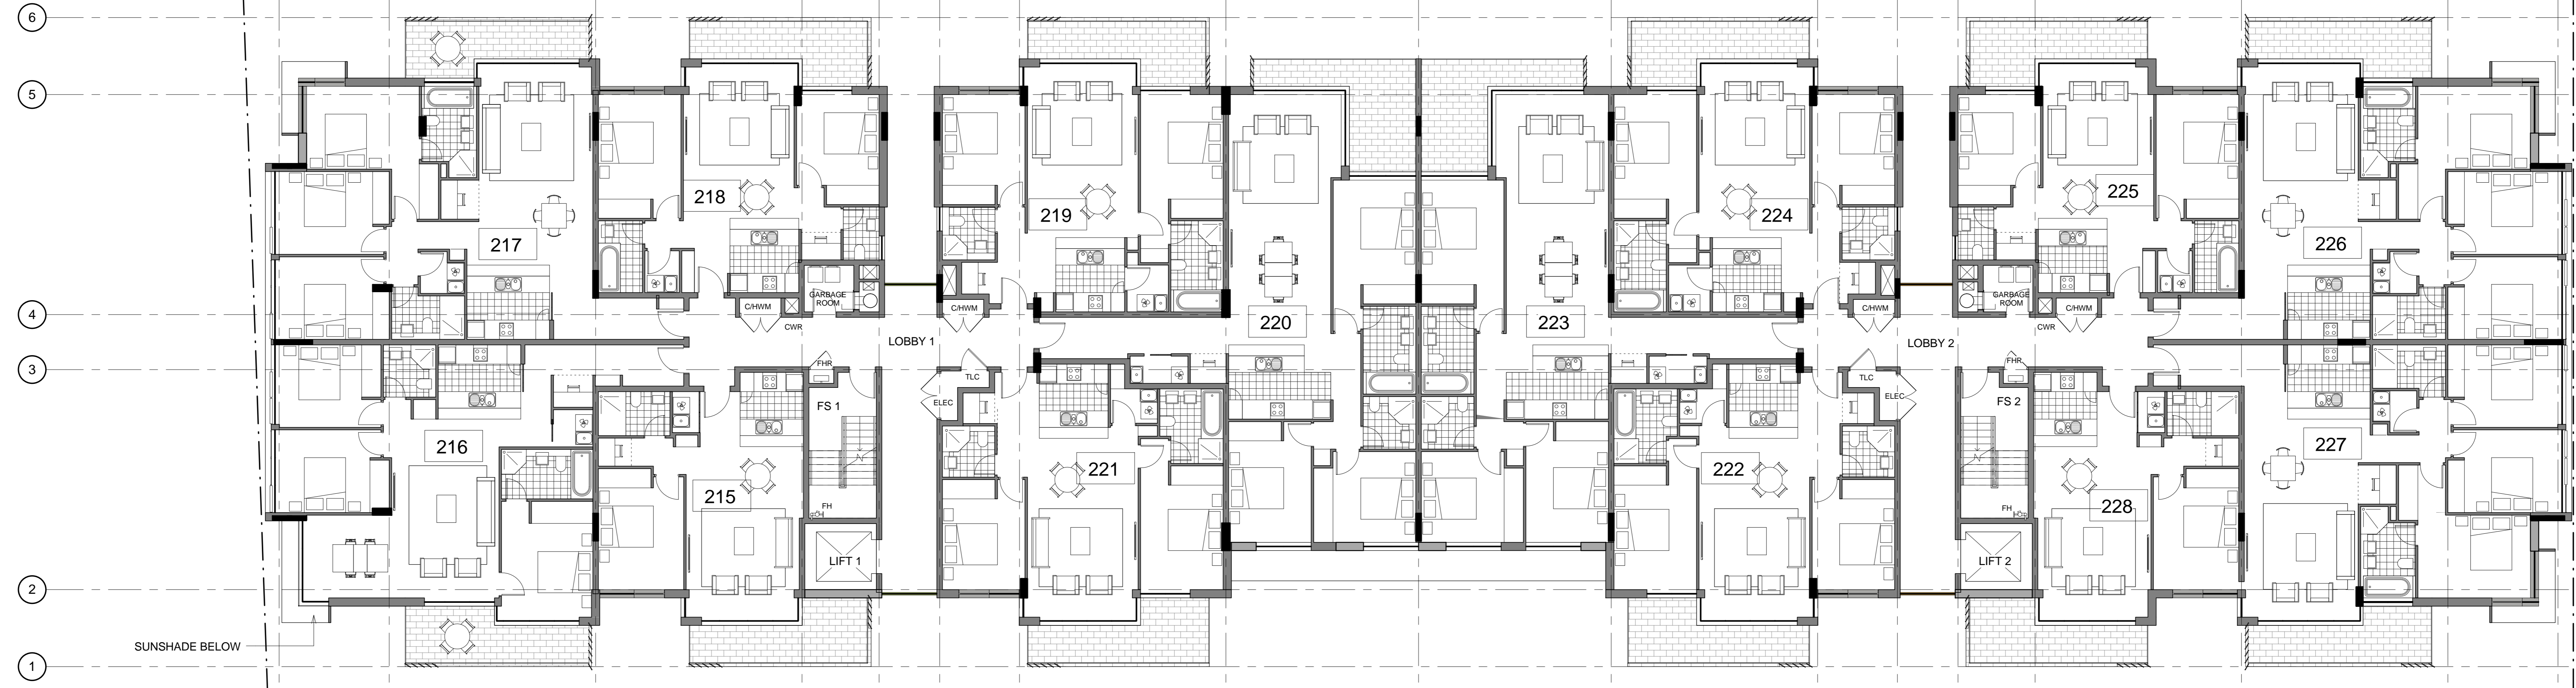 6
5
4
3
2
1
217
218
219
220
223
224
225
226
216
215
221
222
228
227
GARBAGE
ROOM
C/HWM
CWR
C/HWM
LOBBY 1
FHR
FS 1
FH
LIFT 1
TLC
ELEC
C/HWM
GARBAGE
ROOM
C/HWM
CWR
LOBBY 2
FHR
TLC
ELEC
FS 2
FH
LIFT 2
SUNSHADE BELOW